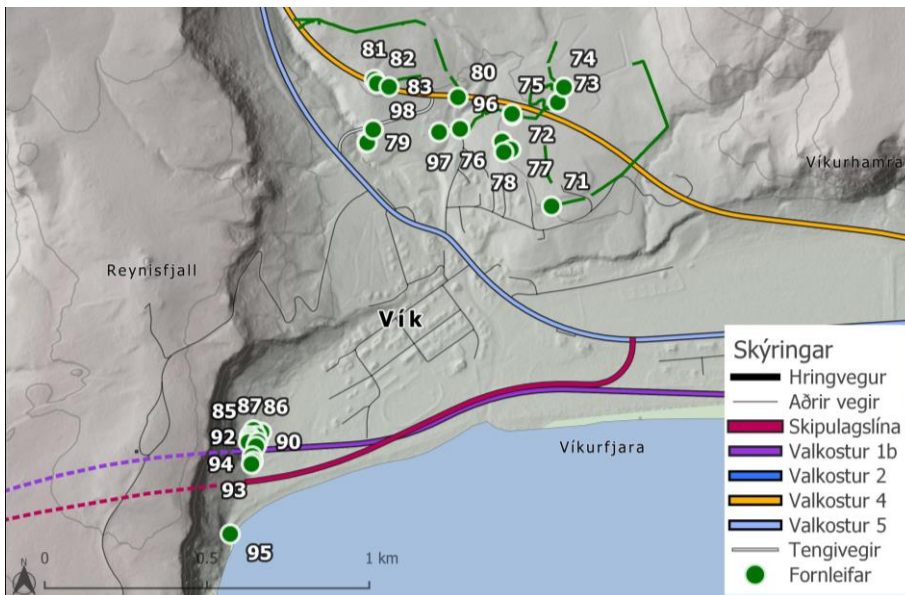 81
82
83
80
74
75
73
98
79
96
97
76
72
77
78
71
Víkurhamra
Reynisfjall
Vík
85
87
86
92
90
94
93
95
Víkurfjara
N
0
0.5
1 km
Skýringar
Hringvegur
Aðrir vegir
Skipulagslína
Valkostur 1b
Valkostur 2
Valkostur 4
Valkostur 5
Tengivegir
Fornleifar